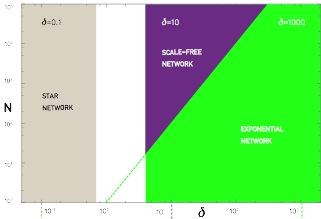 δ=0.1
δ=10
δ=1000
SCALE-FREE
NETWORK
STAR
NETWORK
N
EXPONENTIAL
NETWORK
δ